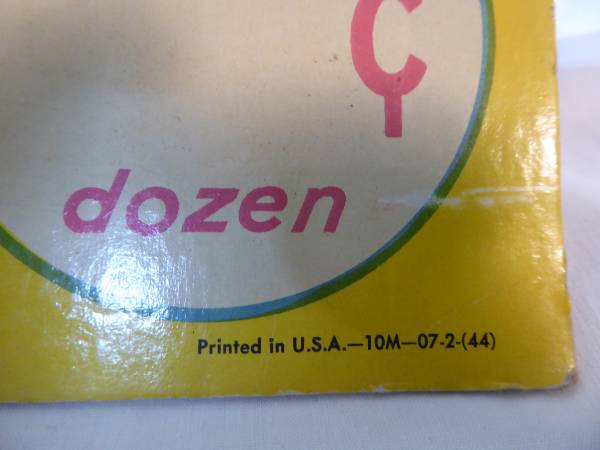 ¢
dozen
Printed in U.S.A.—10M—07-2-(44)